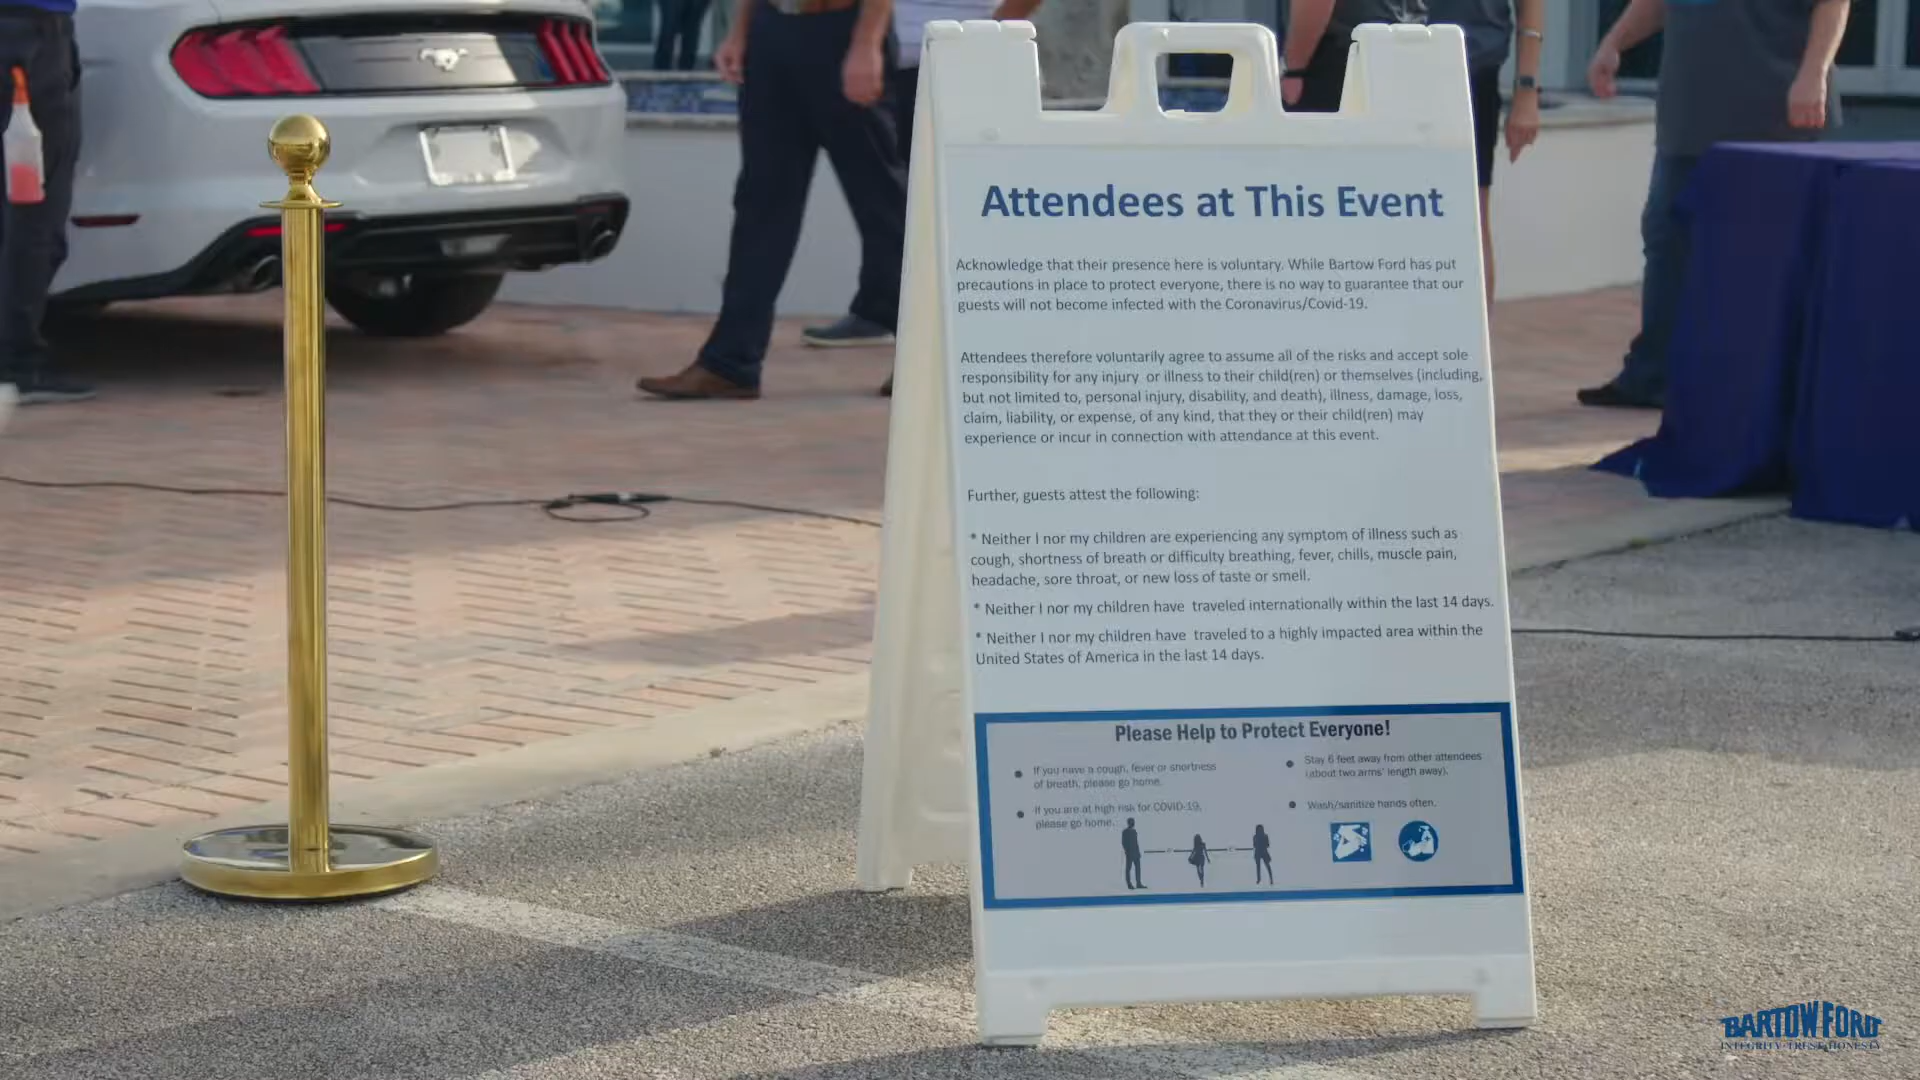 Attendees at This Event
Acknowledge that their presence here is voluntary. While Bartow Ford has put
precautions in place to protect everyone, there is no way to guarantee that our
guests will not become infected with the Coronavirus/Covid-19.
Attendees therefore voluntarily agree to assume all of the risks and accept sole
responsibility for any injury or illness to their child(ren) or themselves (including,
but not limited to, personal injury, disability, and death), illness, damage, loss,
claim, liability, or expense, of any kind, that they or their child(ren) may
experience or incur in connection with attendance at this event.
Further, guests attest the following:
* Neither I nor my children are experiencing any symptom of illness such as
cough, shortness of breath or difficulty breathing, fever, chills, muscle pain,
headache, sore throat, or new loss of taste or smell.
* Neither I nor my children have traveled internationally within the last 14 days.
* Neither I nor my children have traveled to a highly impacted area within the
United States of America in the last 14 days.
Please Help to Protect Everyone!
If you have a cough, fever or shortness
of breath, please go home.
If you are at high risk for COVID-19,
please go home.
Stay 6 feet away from other attendees
(about two arms' length away).
Wash/sanitize hands often.
BARTOW FORD
INTEGRITY•TRUST•HONESTY